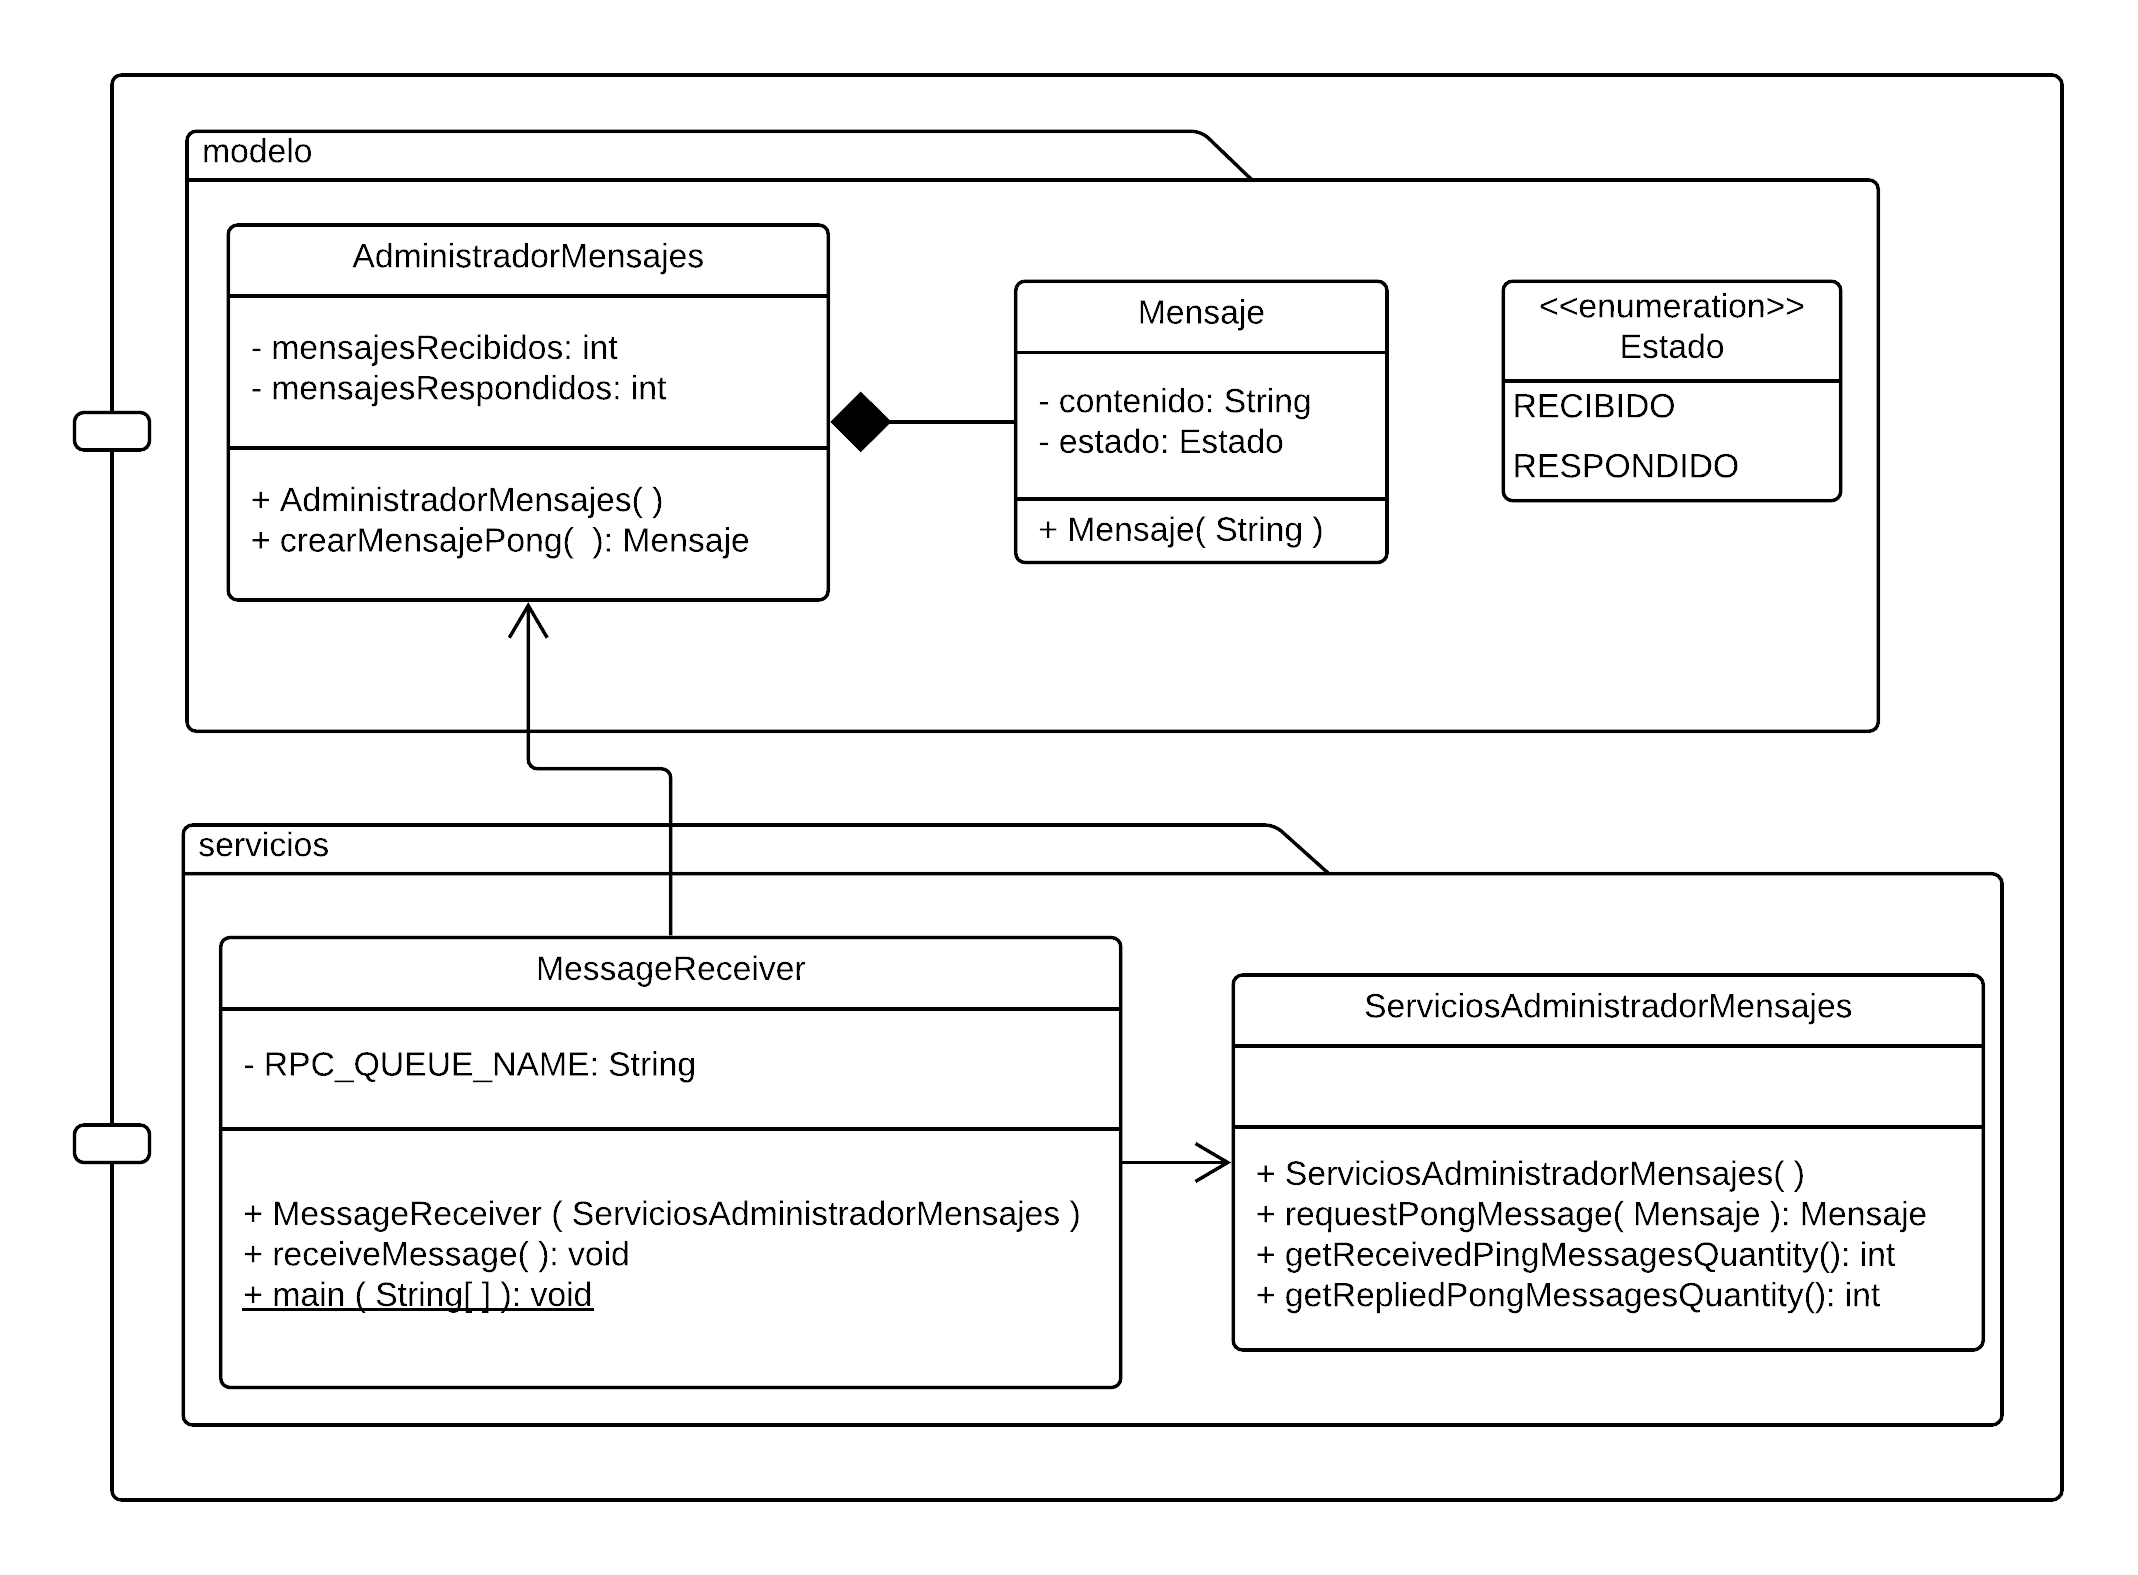 modelo
AdministradorMensajes
- mensajesRecibidos: int
- mensajesRespondidos: int
+ AdministradorMensajes( )
+ crearMensajePong(  ): Mensaje
Mensaje
- contenido: String
- estado: Estado
+ Mensaje( String )
<<enumeration>>
Estado
RECIBIDO
RESPONDIDO
servicios
MessageReceiver
- RPC_QUEUE_NAME: String
+ MessageReceiver ( ServiciosAdministradorMensajes )
+ receiveMessage( ): void
+ main ( String[ ] ): void
ServiciosAdministradorMensajes
+ ServiciosAdministradorMensajes( )
+ requestPongMessage( Mensaje ): Mensaje
+ getReceivedPingMessagesQuantity(): int
+ getRepliedPongMessagesQuantity(): int